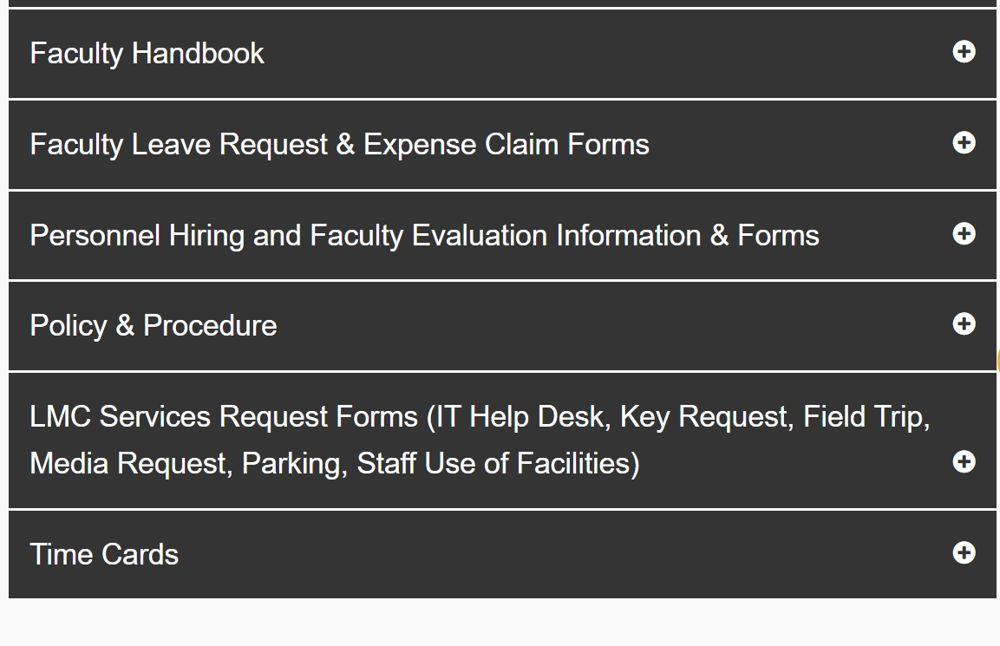 Faculty Handbook
Faculty Leave Request & Expense Claim Forms
Personnel Hiring and Faculty Evaluation Information & Forms
Policy & Procedure
LMC Services Request Forms (IT Help Desk, Key Request, Field Trip,
Media Request, Parking, Staff Use of Facilities)
Time Cards